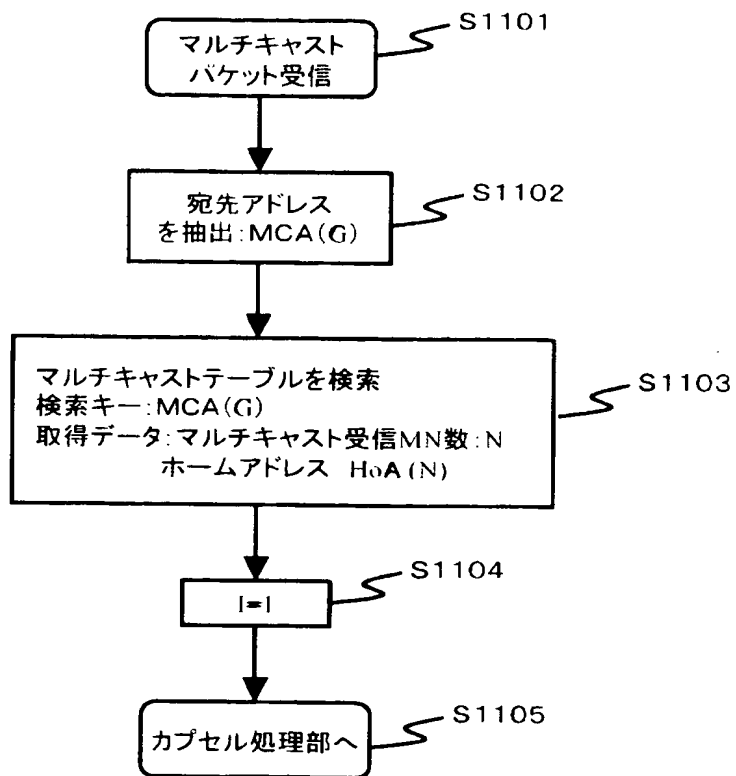 マルチキャスト
パケット受信
S1101
宛先アドレス
を抽出:MCA(G)
S1102
マルチキャストテーブルを検索
検索キー:MCA(G)
取得データ:マルチキャスト受信MN数:N
ホームアドレス HoA(N)
S1103
I=1
S1104
カプセル処理部へ
S1105